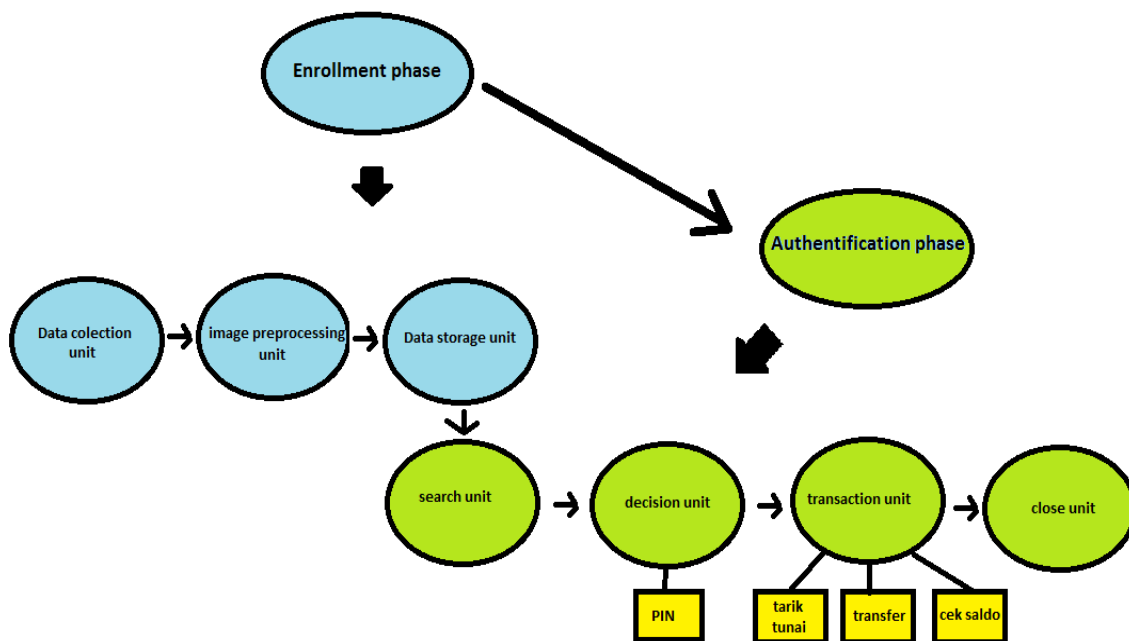 Enrollment phase
Authentification phase
Data colection
unit
image preprocessing
unit
Data storage unit
search unit
decision unit
transaction unit
close unit
PIN
tarik
tunai
transfer
cek saldo